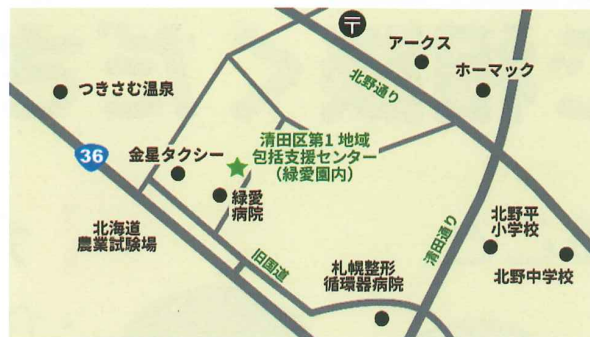 〒
アークス
ホーマック
北野通り
つきさむ温泉
36
金星タクシー
清田区第1 地域
包括支援センター
（緑愛園内）
緑愛
病院
北海道
農業試験場
旧国道
清田通り
北野平
小学校
北野中学校
札幌整形
循環器病院